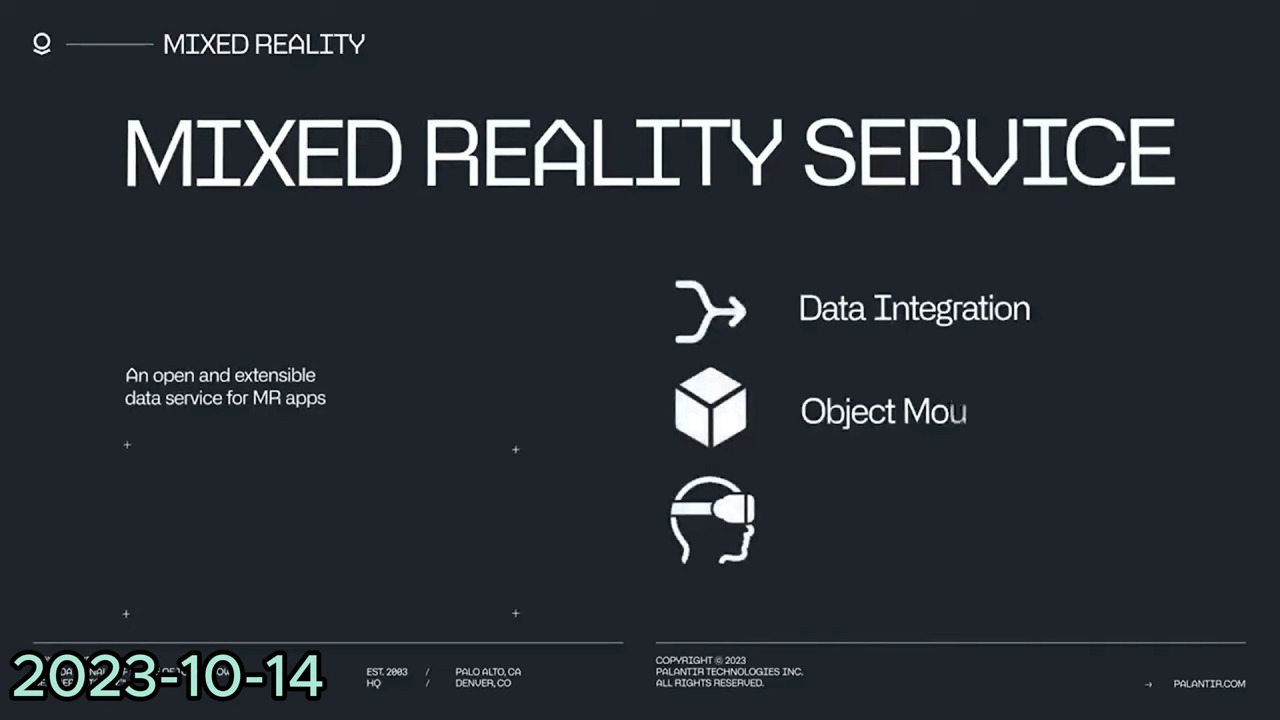 MIXED REALITY
MIXED REALITY SERVICE
Data Integration
An open and extensible
data service for MR apps
Object Mou
EST. 2003 / PALO ALTO, CA
HQ / DENVER, CO
COPYRIGHT © 2023
PALANTIR TECHNOLOGIES INC.
ALL RIGHTS RESERVED.
→ PALANTIR.COM
2023-10-14